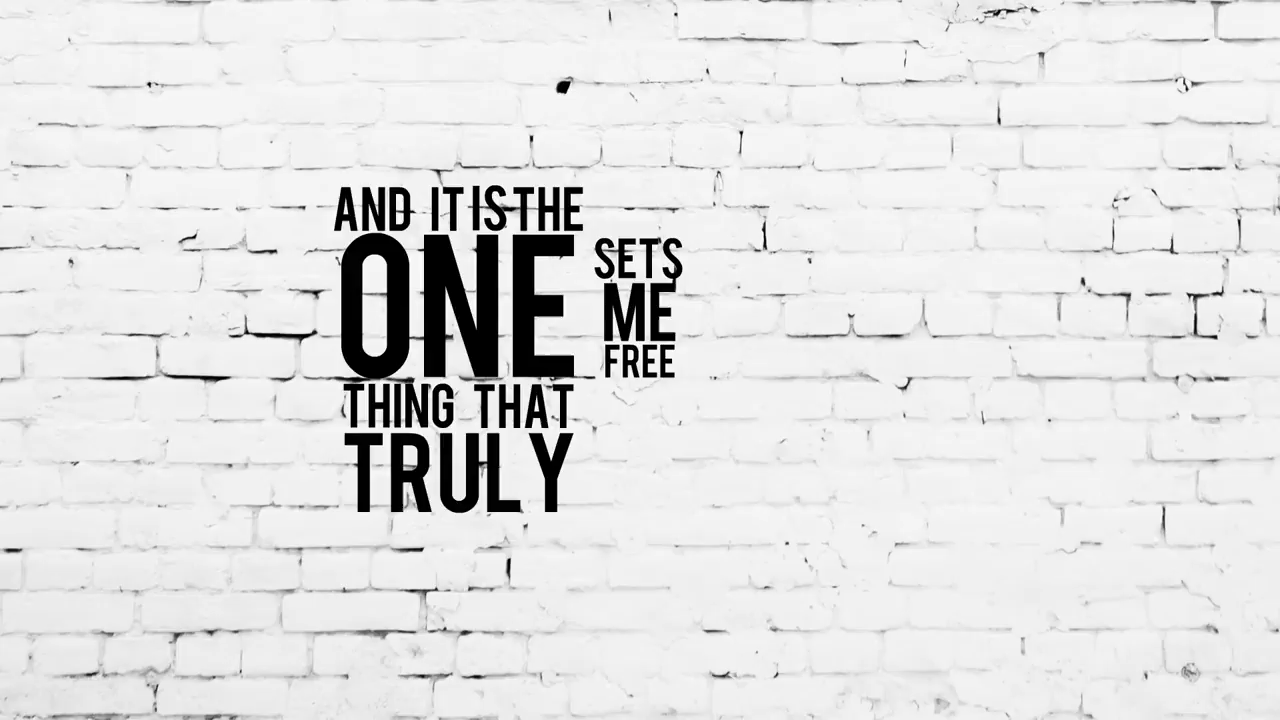 AND IT IS THE
ONE
THING THAT
TRULY
SETS
ME
FREE